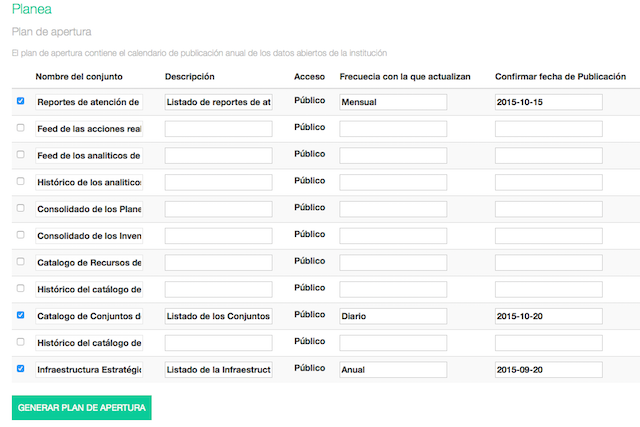 Planea
Plan de apertura
El plan de apertura contiene el calendario de publicación anual de los datos abiertos de la institución
Nombre del conjunto Descripción Acceso Frecuecia con la que actualizan Confirmar fecha de Publicación
Reportes de atención de Listado de reportes de at Público Mensual 2015-10-15
Feed de las acciones rea Público
Feed de los analiticos de Público
Histórico de los analitico Público
Consolidado de los Plane Público
Consolidado de los Inven Público
Catalogo de Recursos de Público
Histórico del catálogo de Público
Catalogo de Conjuntos d Listado de los Conjuntos Público Diario 2015-10-20
Histórico del catálogo de Público
Infraestructura Estratégic Listado de la Infraestruct Público Anual 2015-09-20
GENERAR PLAN DE APERTURA